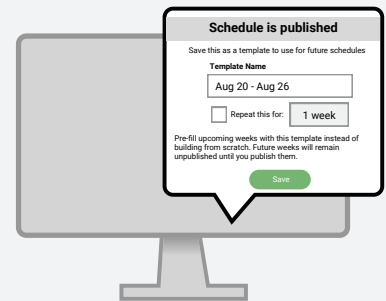 Schedule is published
Save this as a template to use for future schedules
Template Name
Aug 20 - Aug 26
Repeat this for: 1 week
Pre-fill upcoming weeks with this template instead of
building from scratch. Future weeks will remain
unpublished until you publish them.
Save